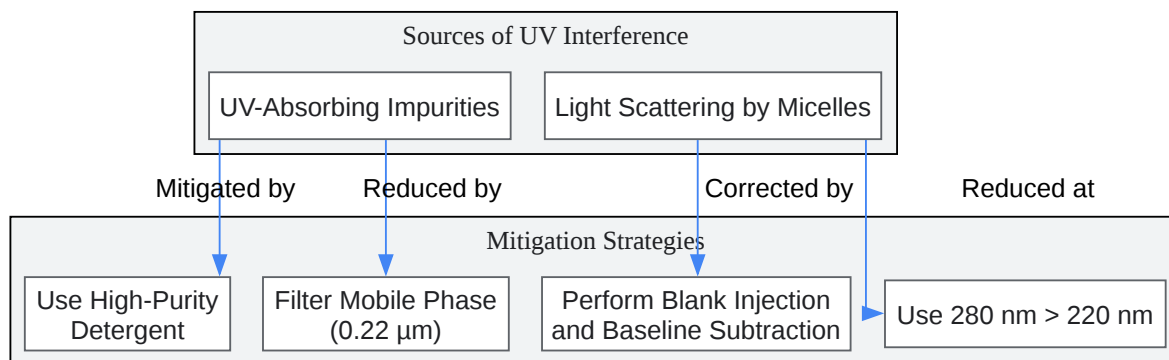 Sources of UV Interference
UV-Absorbing Impurities
Light Scattering by Micelles
Mitigated by
Reduced by
Corrected by
Reduced at
Mitigation Strategies
Use High-Purity
Detergent
Filter Mobile Phase
(0.22 µm)
Perform Blank Injection
and Baseline Subtraction
Use 280 nm > 220 nm